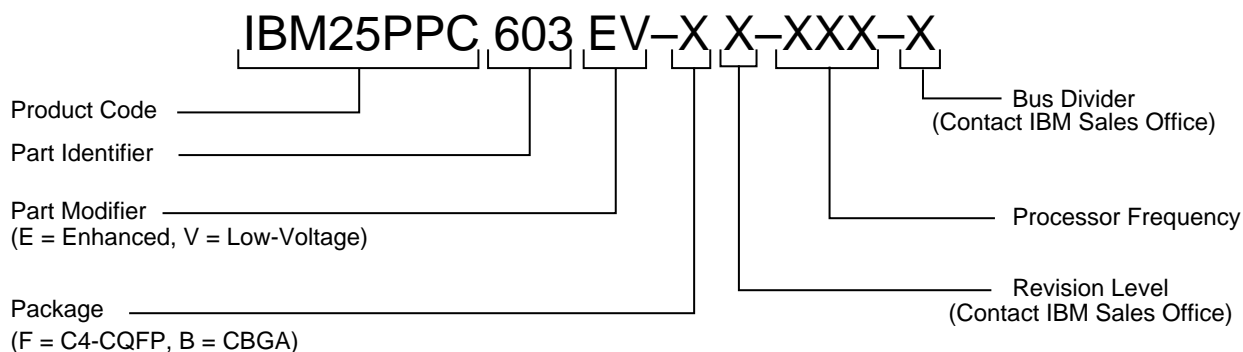 IBM25PPC 603 EV–X X–XXX–X
Product Code
Part Identifier
Part Modifier
(E = Enhanced, V = Low-Voltage)
Package
(F = C4-CQFP, B = CBGA)
Bus Divider
(Contact IBM Sales Office)
Processor Frequency
Revision Level
(Contact IBM Sales Office)